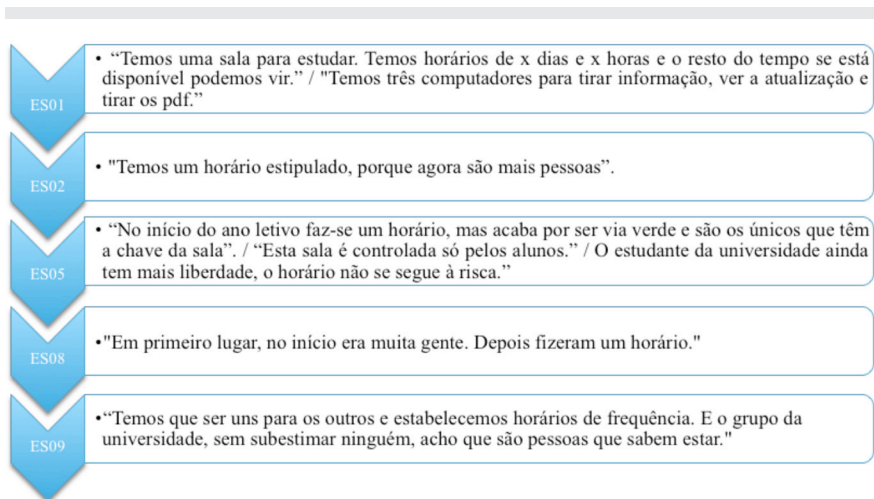 ES01
• “Temos uma sala para estudar. Temos horários de x dias e x horas e o resto do tempo se está
disponível podemos vir.” / "Temos três computadores para tirar informação, ver a atualização e
tirar os pdf.”
ES02
• "Temos um horário estipulado, porque agora são mais pessoas”.
ES05
• “No início do ano letivo faz-se um horário, mas acaba por ser via verde e são os únicos que têm
a chave da sala”. / “Esta sala é controlada só pelos alunos.” / O estudante da universidade ainda
tem mais liberdade, o horário não se segue à risca.”
ES08
•"Em primeiro lugar, no início era muita gente. Depois fizeram um horário."
ES09
•“Temos que ser uns para os outros e estabelecemos horários de frequência. E o grupo da
universidade, sem subestimar ninguém, acho que são pessoas que sabem estar."